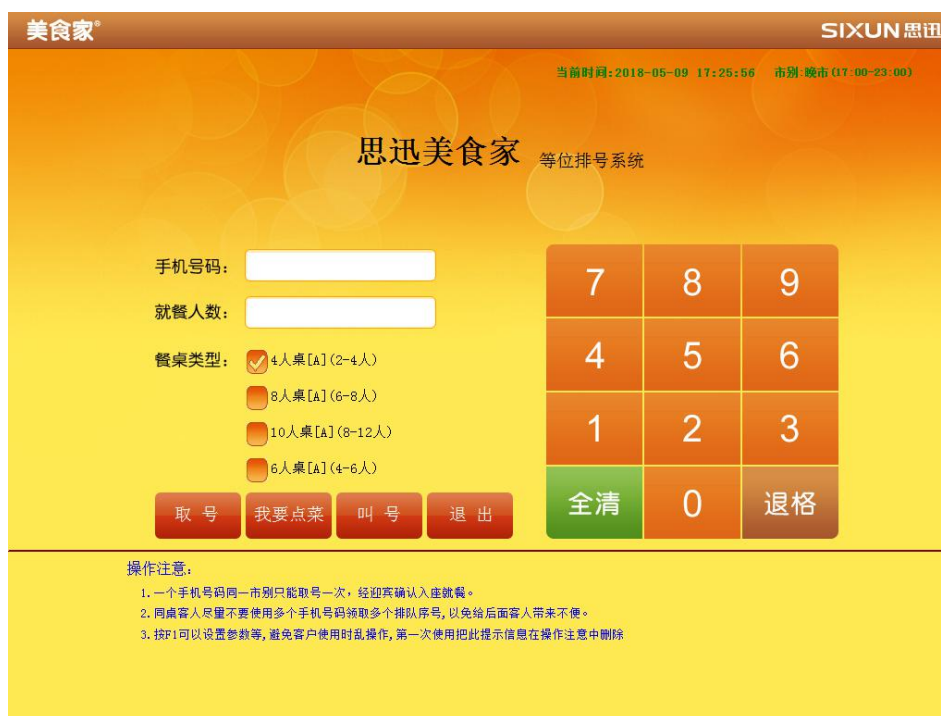 美食家®
SIXUN 思迅
当前时间:2018-05-09 17:25:56 市别:晚市(17:00-23:00)
思迅美食家 等位排号系统
手机号码:
就餐人数:
餐桌类型:
4人桌[A](2-4人)
8人桌[A](6-8人)
10人桌[A](8-12人)
6人桌[A](4-6人)
7 8 9
4 5 6
1 2 3
全清 0 退格
取 号 我要点菜 叫 号 退 出
操作注意:
1.一个手机号码同一市别只能取号一次,经迎宾确认入座就餐。
2.同桌客人尽量不要使用多个手机号码领取多个排队序号,以免给后面客人带来不便。
3.按F1可以设置参数等,避免客户使用时乱操作,第一次使用把此提示信息在操作注意中删除